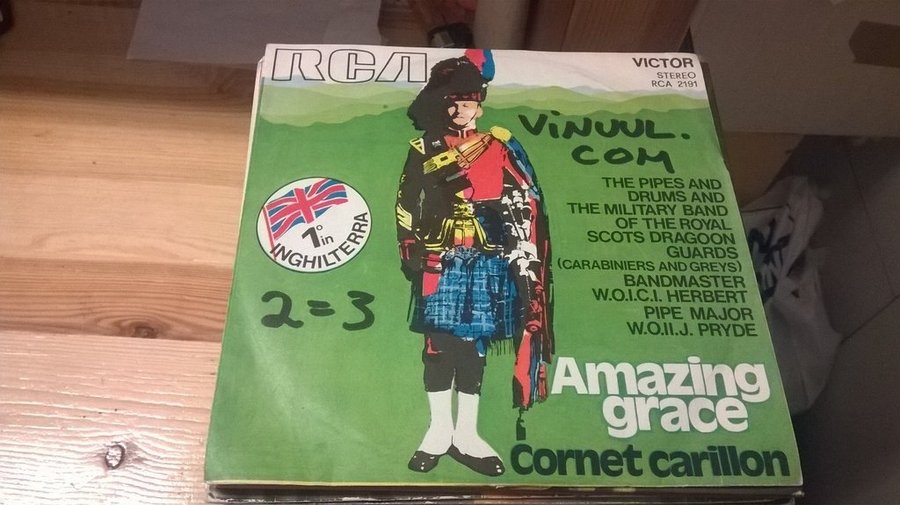 RCA
VICTOR
STEREO
RCA 2191
ViNUUL.
COM
THE PIPES AND
DRUMS AND
THE MILITARY BAND
OF THE ROYAL
SCOTS DRAGOON
GUARDS
(CARABINIERS AND GREYS)
BANDMASTER
W.O.I.C.I. HERBERT
PIPE MAJOR
W.O.II.J. PRYDE
1° in
INGHILTERRA
2=3
Amazing
grace
Cornet carillon